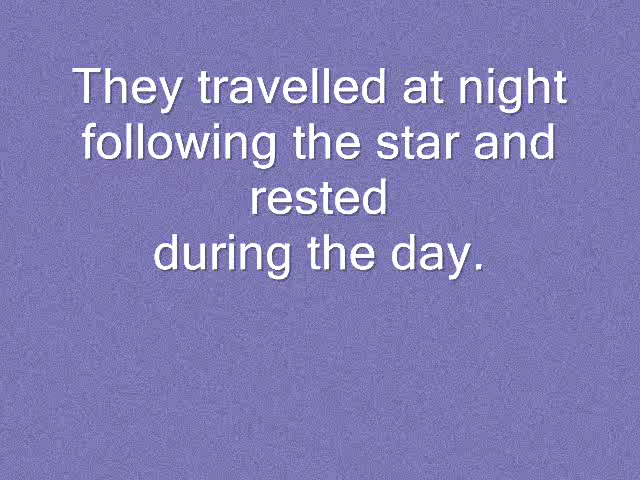 They travelled at night
following the star and
rested
during the day.